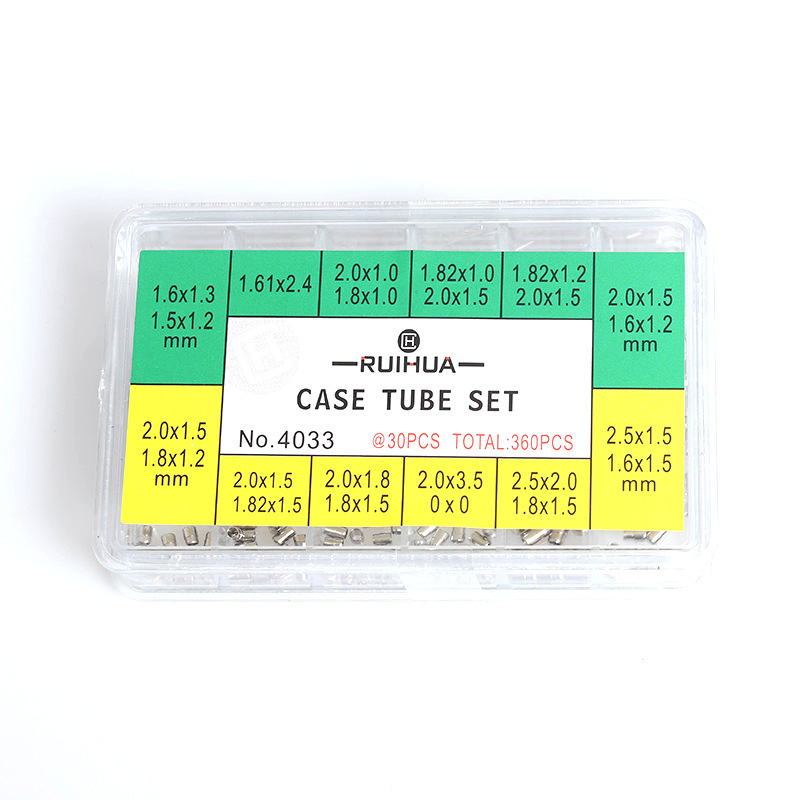 1.6x1.3
1.5x1.2
mm
1.61x2.4
2.0x1.0
1.8x1.0
1.82x1.0
2.0x1.5
1.82x1.2
2.0x1.5
2.0x1.5
1.6x1.2
mm
RUIHUA
CASE TUBE SET
No.4033 @30PCS TOTAL:360PCS
2.0x1.5
1.8x1.2
mm
2.0x1.5
1.82x1.5
2.0x1.8
1.8x1.5
2.0x3.5
0x0
2.5x2.0
1.8x1.5
2.5x1.5
1.6x1.5
mm